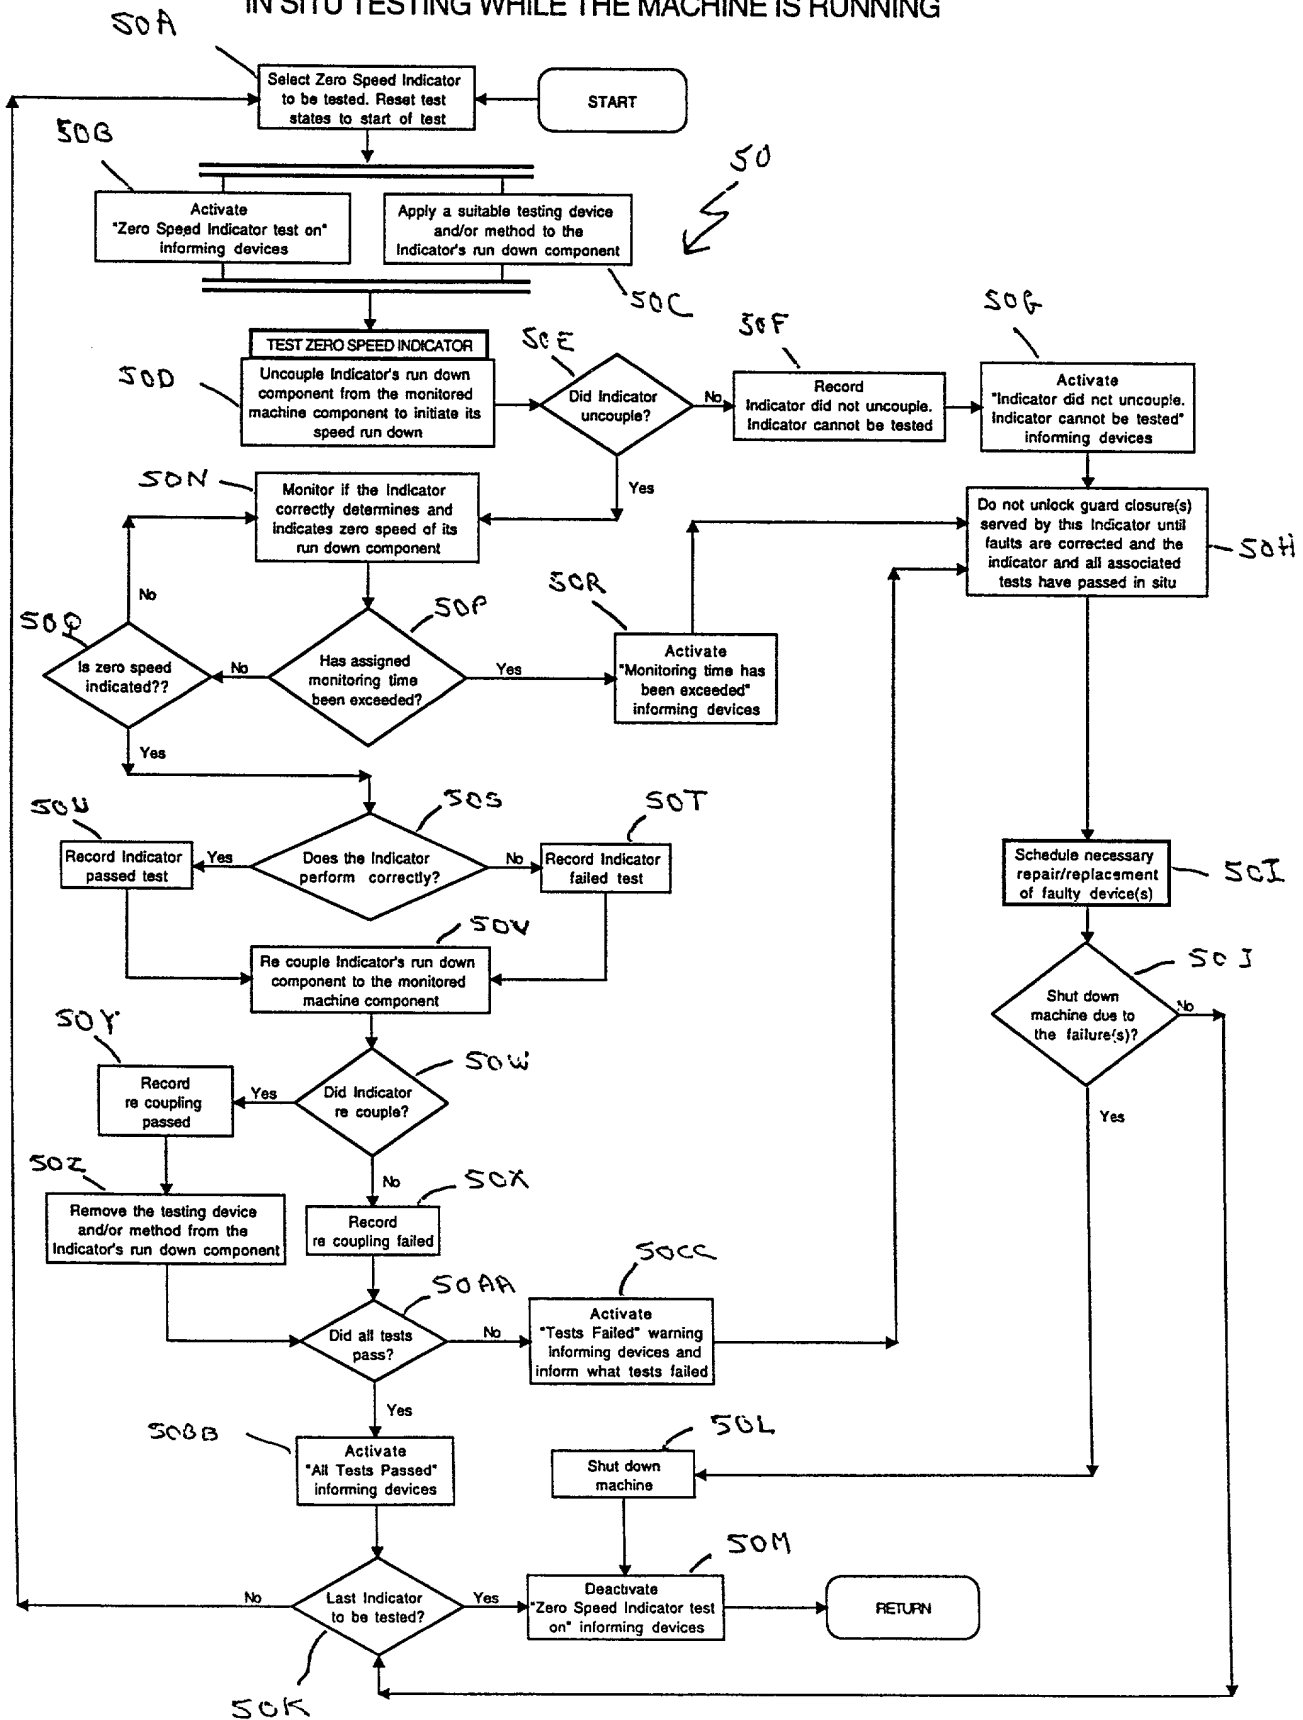 IN SITU TESTING WHILE THE MACHINE IS RUNNING
50A
Select Zero Speed Indicator
to be tested. Reset test
states to start of test
START
50B
50
Activate
"Zero Speed Indicator test on"
informing devices
Apply a suitable testing device
and/or method to the
Indicator's run down component
50C
TEST ZERO SPEED INDICATOR
50D
Uncouple Indicator's run down
component from the monitored
machine component to initiate its
speed run down
50E
Did Indicator
uncouple?
No
Yes
50F
Record
Indicator did not uncouple.
Indicator cannot be tested
50G
Activate
"Indicator did not uncouple.
Indicator cannot be tested"
informing devices
50N
Monitor if the Indicator
correctly determines and
indicates zero speed of its
run down component
Do not unlock guard closure(s)
served by this Indicator until
faults are corrected and the
indicator and all associated
tests have passed in situ
50H
No
50Q
Is zero speed
indicated??
No
50P
Has assigned
monitoring time
been exceeded?
Yes
50R
Activate
"Monitoring time has
been exceeded"
informing devices
Yes
50U
Record Indicator
passed test
Yes
50S
Does the Indicator
perform correctly?
No
50T
Record Indicator
failed test
Schedule necessary
repair/replacement
of faulty device(s)
50I
50V
Re couple Indicator's run down
component to the monitored
machine component
50J
Shut down
machine due to
the failure(s)?
No
Yes
50Y
Record
re coupling
passed
Yes
50W
Did Indicator
re couple?
No
50Z
Remove the testing device
and/or method from the
Indicator's run down component
50X
Record
re coupling failed
50AA
Did all tests
pass?
No
50CC
Activate
"Tests Failed" warning
informing devices and
inform what tests failed
Yes
50BB
Activate
"All Tests Passed"
informing devices
50L
Shut down
machine
No
Last Indicator
to be tested?
Yes
50K
50M
Deactivate
"Zero Speed Indicator test
on" informing devices
RETURN